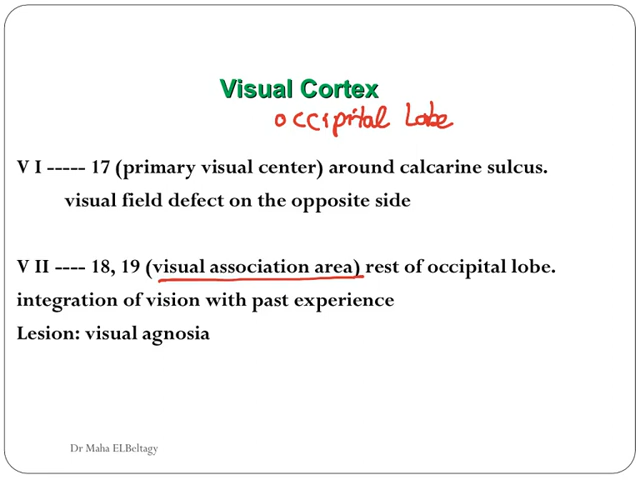 Visual Cortex
occipital Lobe
V I ----- 17 (primary visual center) around calcarine sulcus.
visual field defect on the opposite side
V II ---- 18, 19 (visual association area) rest of occipital lobe.
integration of vision with past experience
Lesion: visual agnosia
Dr Maha ELBeltagy